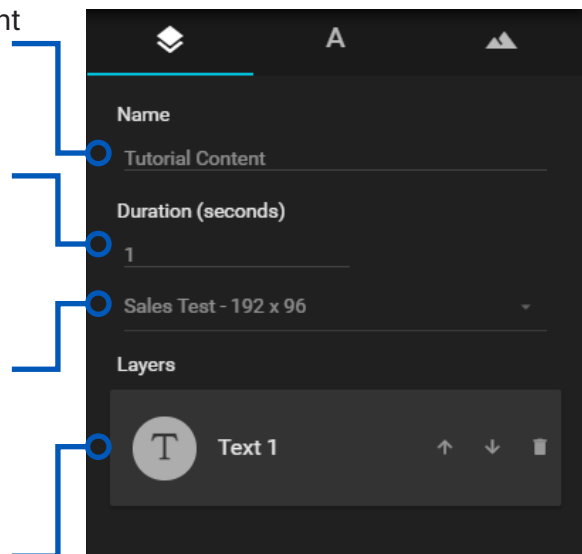 nt
A
Name
Tutorial Content
Duration (seconds)
1
Sales Test - 192 x 96
Layers
T Text 1